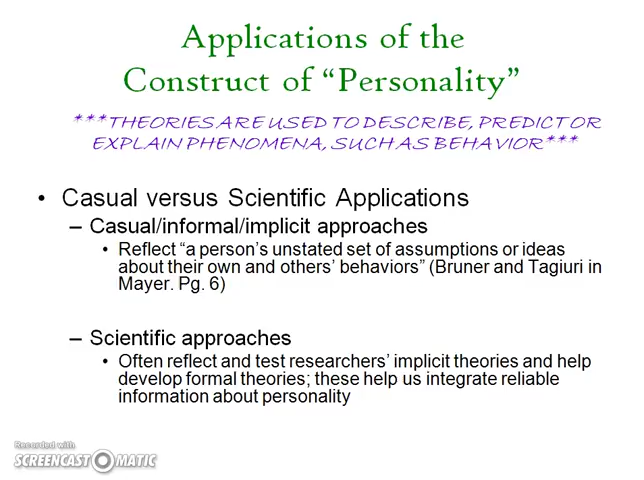 Applications of the
Construct of “Personality”
***THEORIES ARE USED TO DESCRIBE, PREDICT OR
EXPLAIN PHENOMENA, SUCH AS BEHAVIOR***
• Casual versus Scientific Applications
– Casual/informal/implicit approaches
• Reflect “a person’s unstated set of assumptions or ideas
about their own and others’ behaviors” (Bruner and Tagiuri in
Mayer. Pg. 6)
– Scientific approaches
• Often reflect and test researchers’ implicit theories and help
develop formal theories; these help us integrate reliable
information about personality
Recorded with
SCREENCAST MATIC